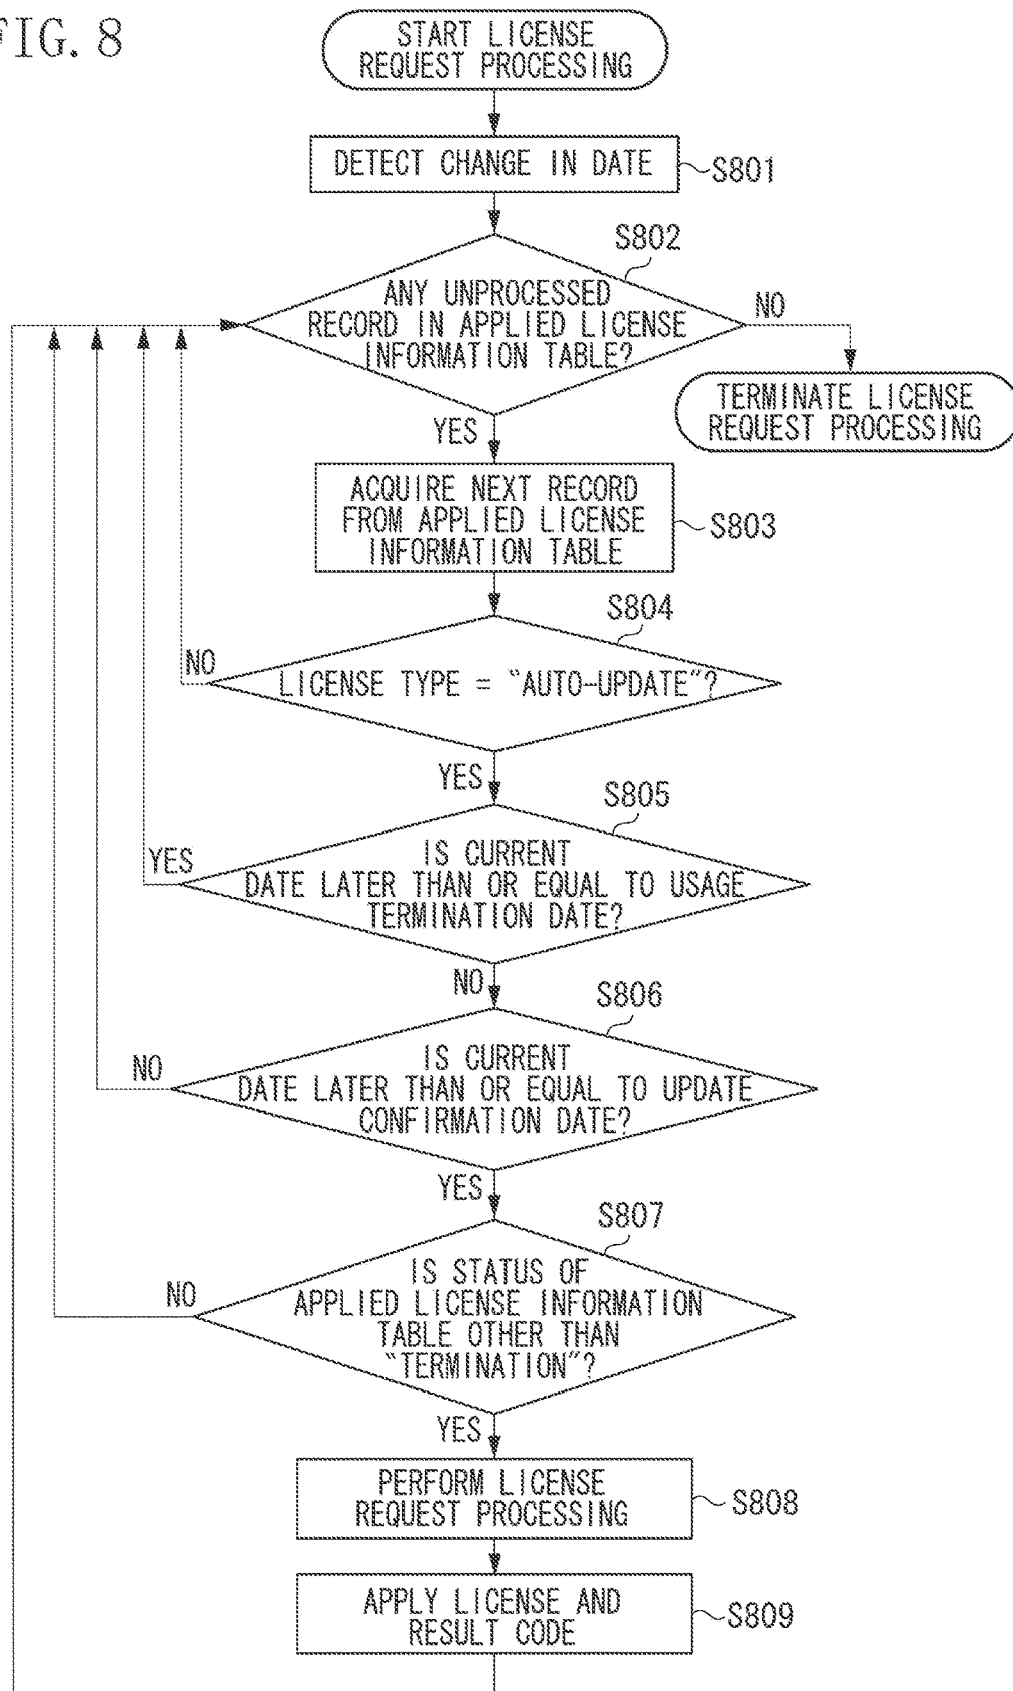 FIG. 8
START LICENSE
REQUEST PROCESSING
DETECT CHANGE IN DATE
S801
S802
ANY UNPROCESSED
RECORD IN APPLIED LICENSE
INFORMATION TABLE?
NO
TERMINATE LICENSE
REQUEST PROCESSING
YES
ACQUIRE NEXT RECORD
FROM APPLIED LICENSE
INFORMATION TABLE
S803
S804
NO
LICENSE TYPE = "AUTO-UPDATE"?
YES
S805
YES
IS CURRENT
DATE LATER THAN OR EQUAL TO USAGE
TERMINATION DATE?
NO
S806
NO
IS CURRENT
DATE LATER THAN OR EQUAL TO UPDATE
CONFIRMATION DATE?
YES
S807
NO
IS STATUS OF
APPLIED LICENSE INFORMATION
TABLE OTHER THAN
"TERMINATION"?
YES
PERFORM LICENSE
REQUEST PROCESSING
S808
APPLY LICENSE AND
RESULT CODE
S809